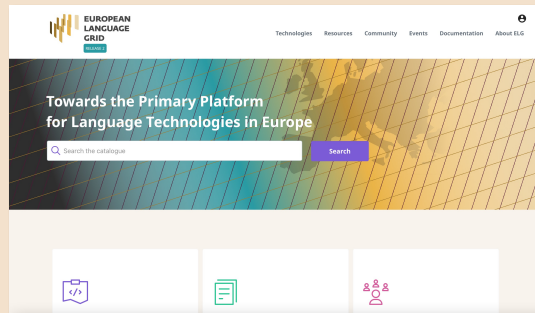 EUROPEAN
LANGUAGE
GRID
RELEASE 2
Technologies Resources Community Events Documentation About ELG
Towards the Primary Platform
for Language Technologies in Europe
Search the catalogue
Search